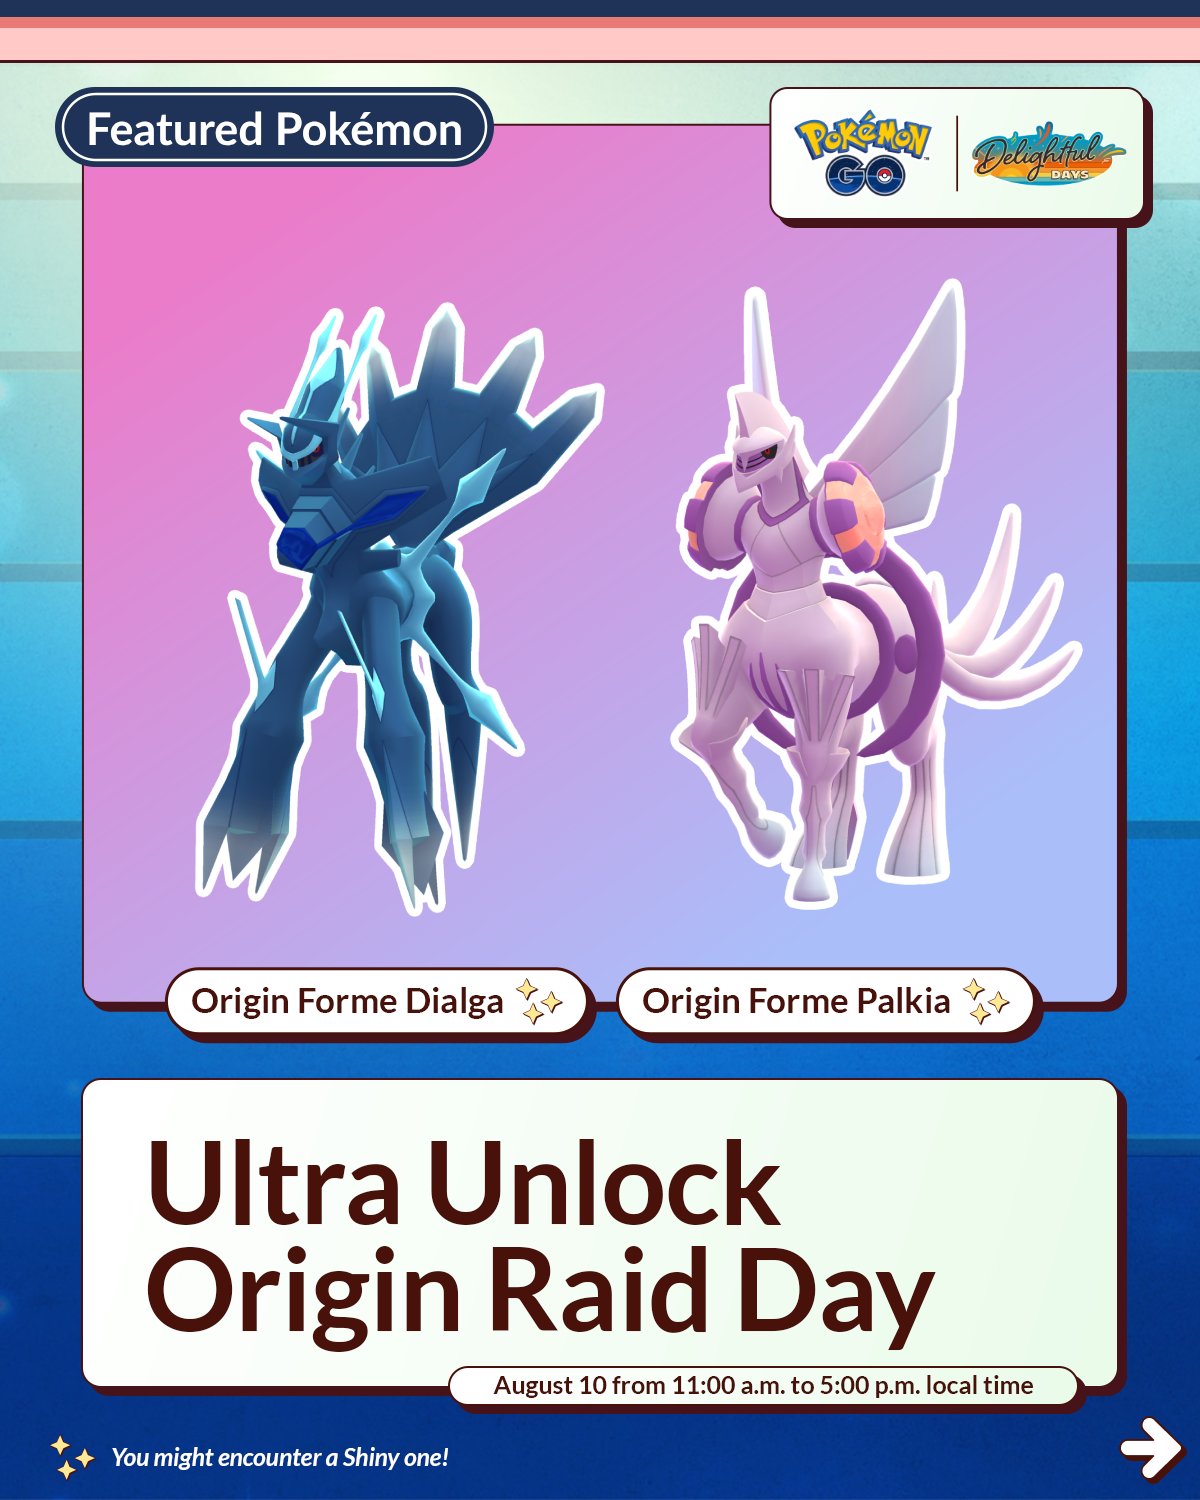 Featured Pokémon
POKéMON
GO
Delightful
DAYS
Origin Forme Dialga
Origin Forme Palkia
Ultra Unlock
Origin Raid Day
August 10 from 11:00 a.m. to 5:00 p.m. local time
You might encounter a Shiny one!